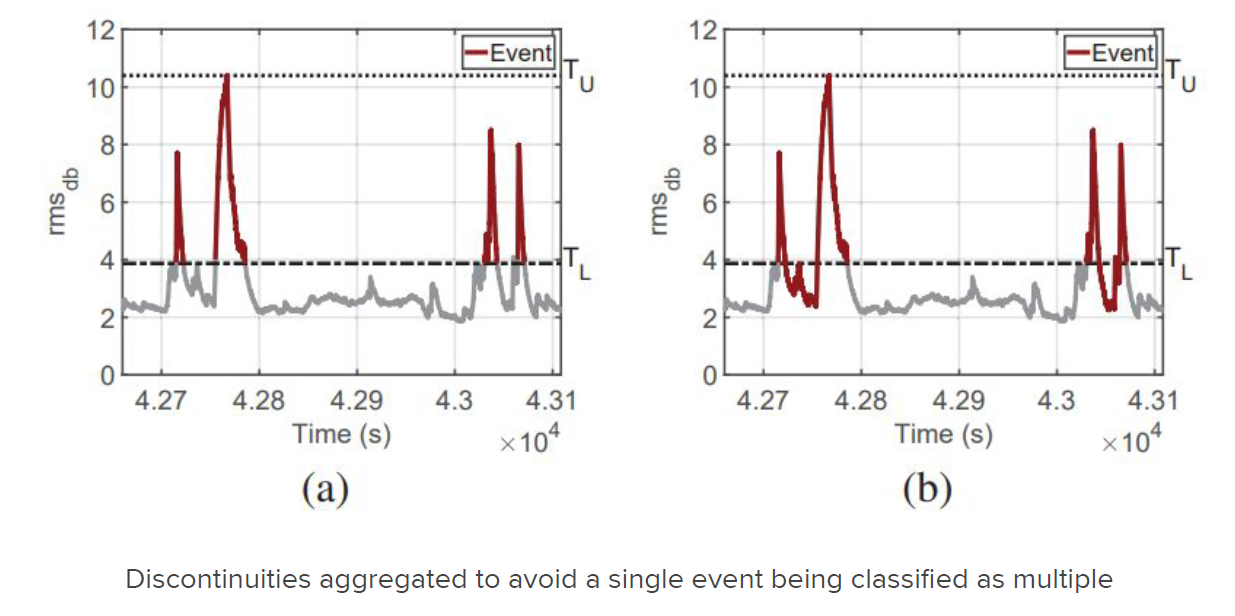 12
10
8
6
4
2
0
rms_db
Event
T_U
T_L
4.27 4.28 4.29 4.3 4.31
Time (s)
×10^4
(a)
12
10
8
6
4
2
0
rms_db
Event
T_U
T_L
4.27 4.28 4.29 4.3 4.31
Time (s)
×10^4
(b)
Discontinuities aggregated to avoid a single event being classified as multiple